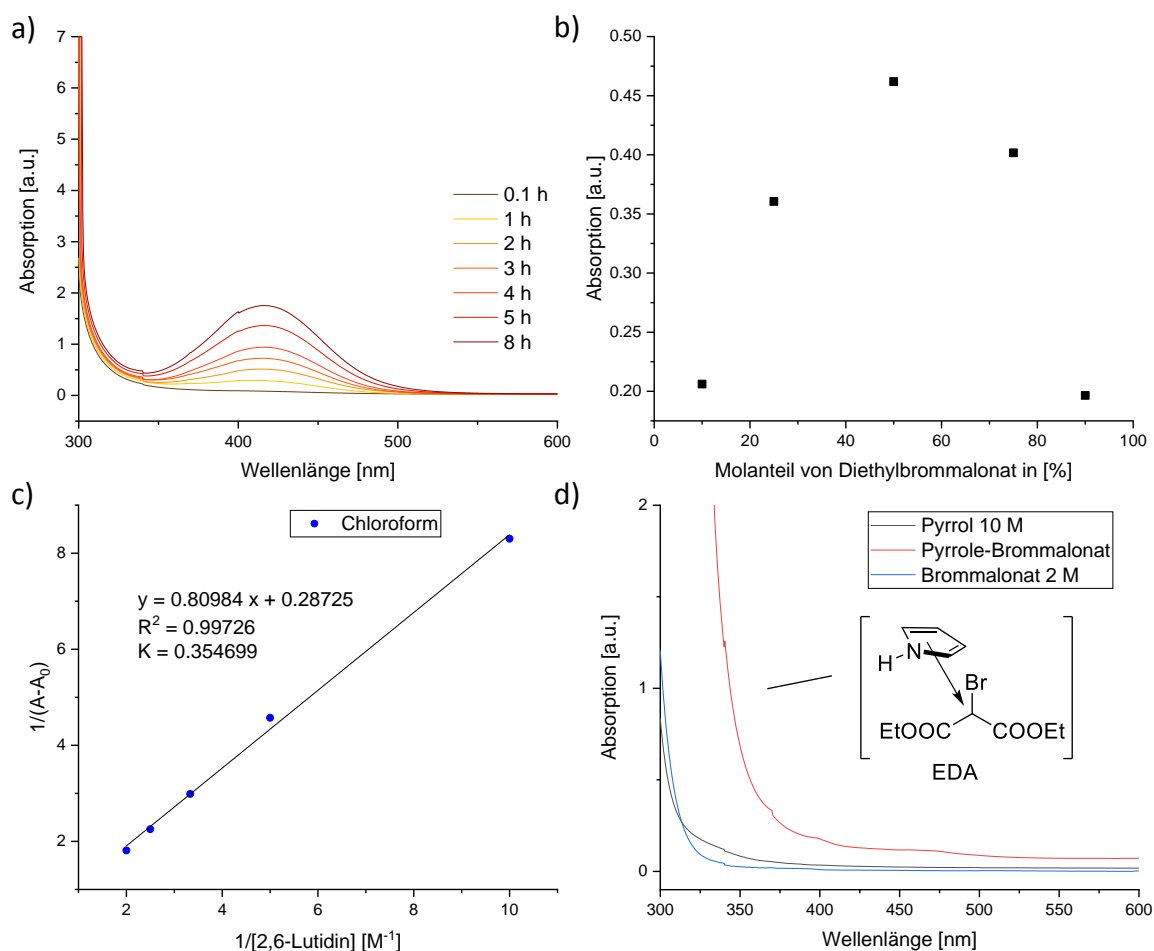 a)
7
6
5
4
3
2
1
0
Absorption [a.u.]
300
400
500
600
Wellenlänge [nm]
0.1 h
1 h
2 h
3 h
4 h
5 h
8 h
b)
0.50
0.45
0.40
0.35
0.30
0.25
0.20
Absorption [a.u.]
0
20
40
60
80
100
Molanteil von Diethylbrommalonat in [%]
c)
8
6
4
2
1/(A-A0)
2
4
6
8
10
1/[2,6-Lutidin] [M-1]
Chloroform
y = 0.80984 x + 0.28725
R2 = 0.99726
K = 0.354699
d)
2
1
0
Absorption [a.u.]
300
350
400
450
500
550
600
Wellenlänge [nm]
Pyrrol 10 M
Pyrrole-Brommalonat
Brommalonat 2 M
H
N
Br
EtOOC
COOEt
EDA